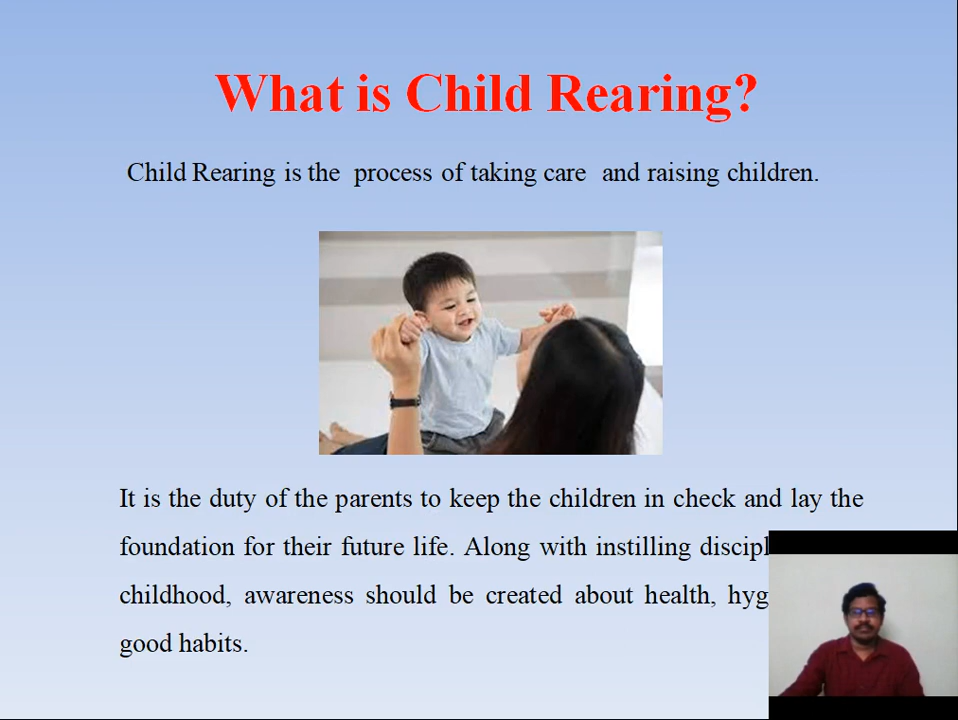 What is Child Rearing?
Child Rearing is the process of taking care and raising children.
It is the duty of the parents to keep the children in check and lay the
foundation for their future life. Along with instilling
childhood, awareness should be created about health,
good habits.